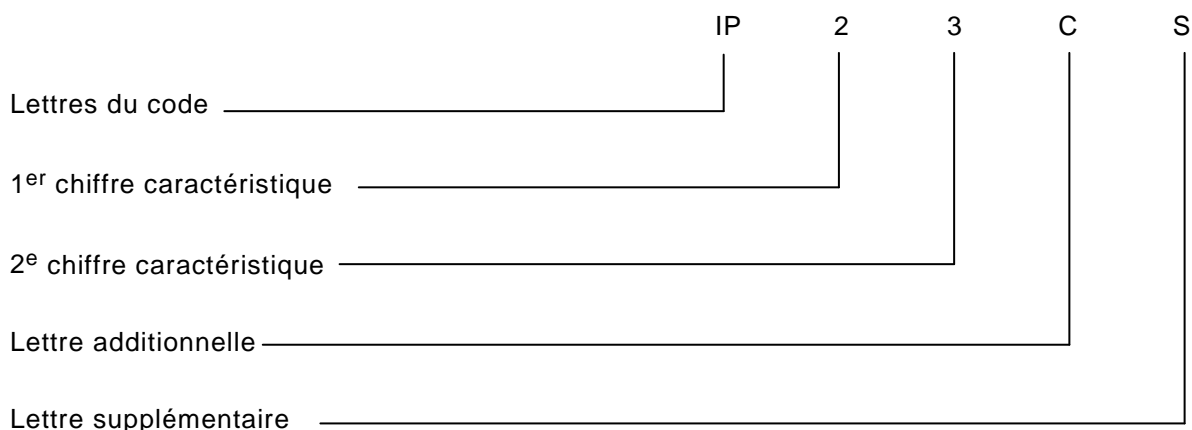 IP 2 3 C S
Lettres du code
1er chiffre caractéristique
2e chiffre caractéristique
Lettre additionnelle
Lettre supplémentaire